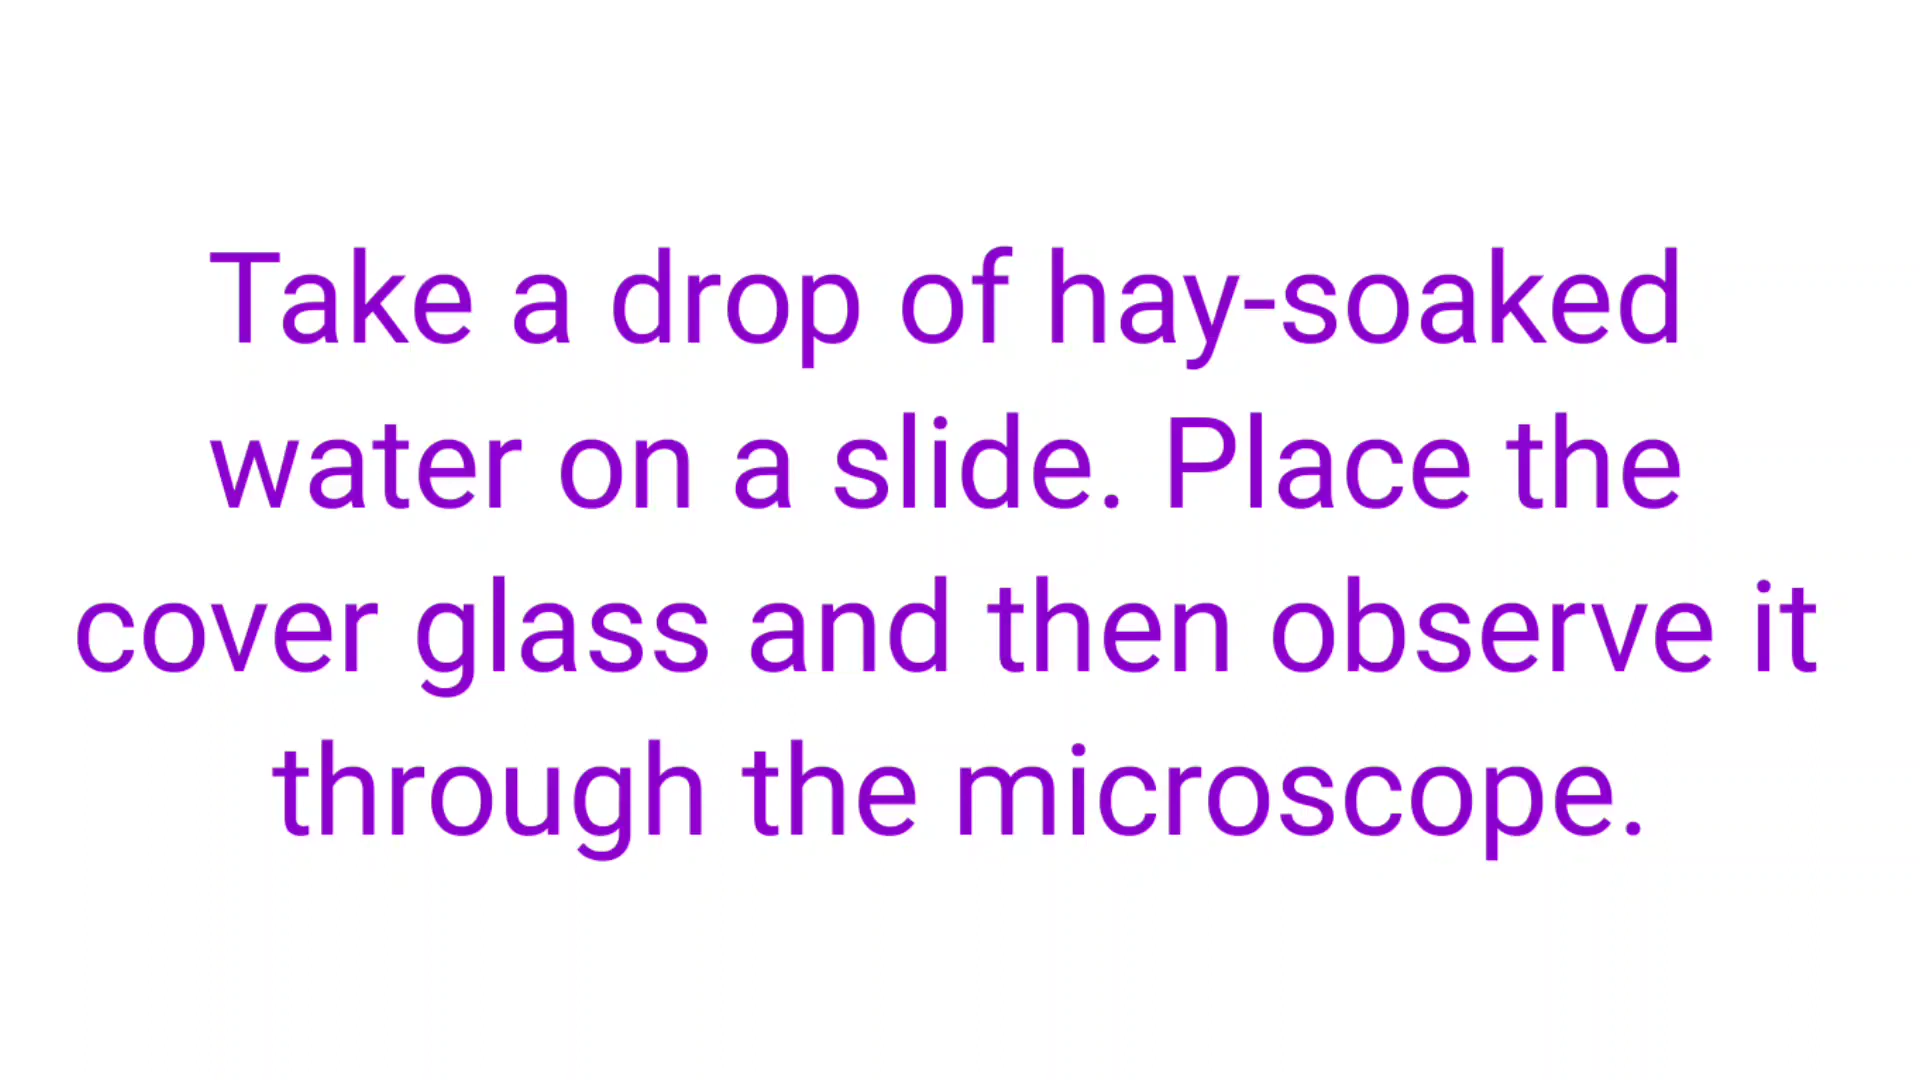 Take a drop of hay-soaked
water on a slide. Place the
cover glass and then observe it
through the microscope.